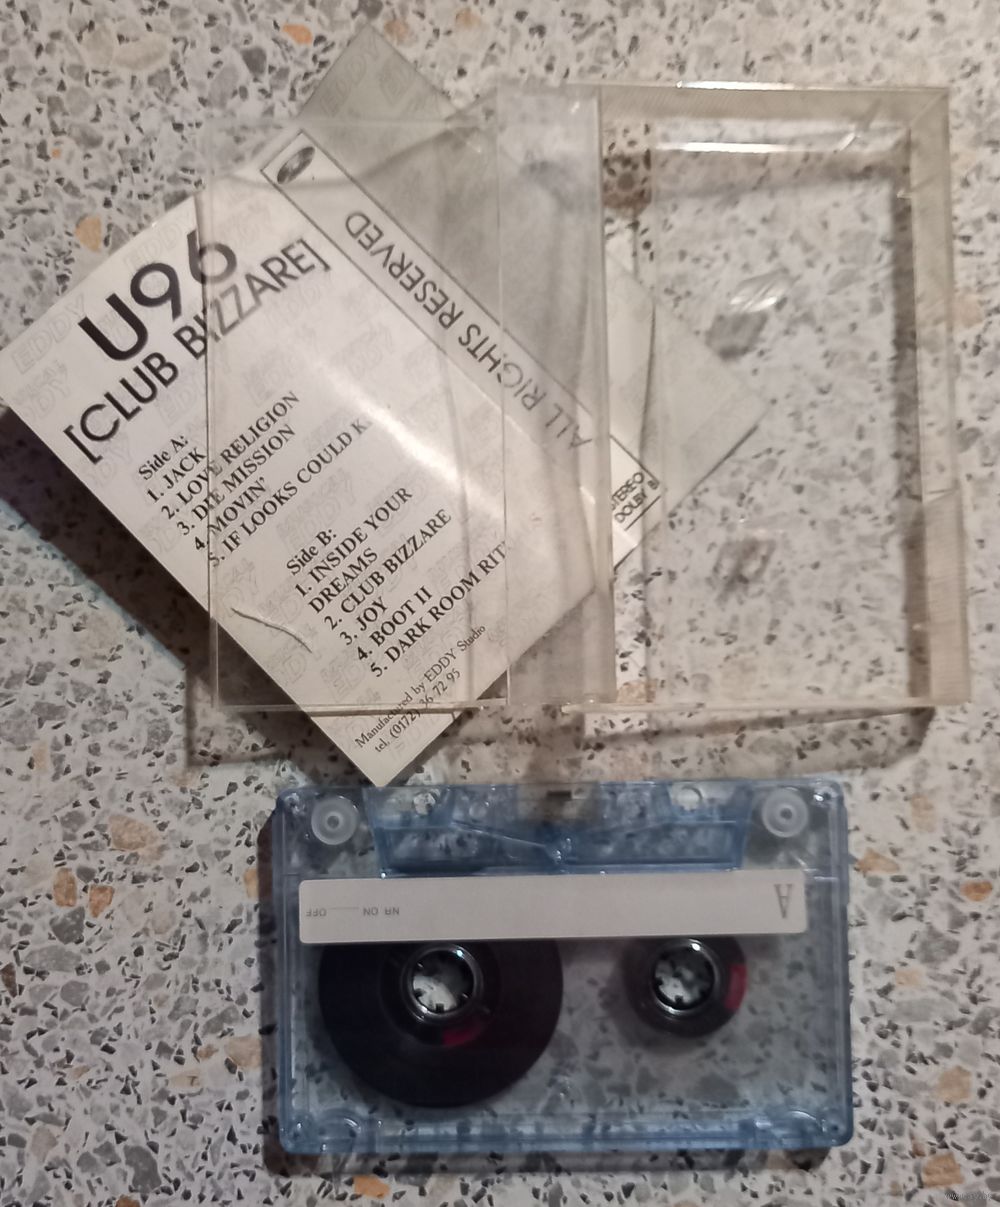 U96
[CLUB BIZZARE]
Side A:
1. JACK
2. LOVE RELIGION
3. DIE MISSION
4. MOVIN'
5. IF LOOKS COULD
Side B:
1. INSIDE YOUR
DREAMS
2. CLUB BIZZARE
3. JOY
4. BOOT II
5. DARK ROOM
Manufactured by EDDY Studio
tel. (0172) 36-72-95
ALL RIGHTS RESERVED
STEREO
DOLBY B
A
NR ON OFF
EDDY